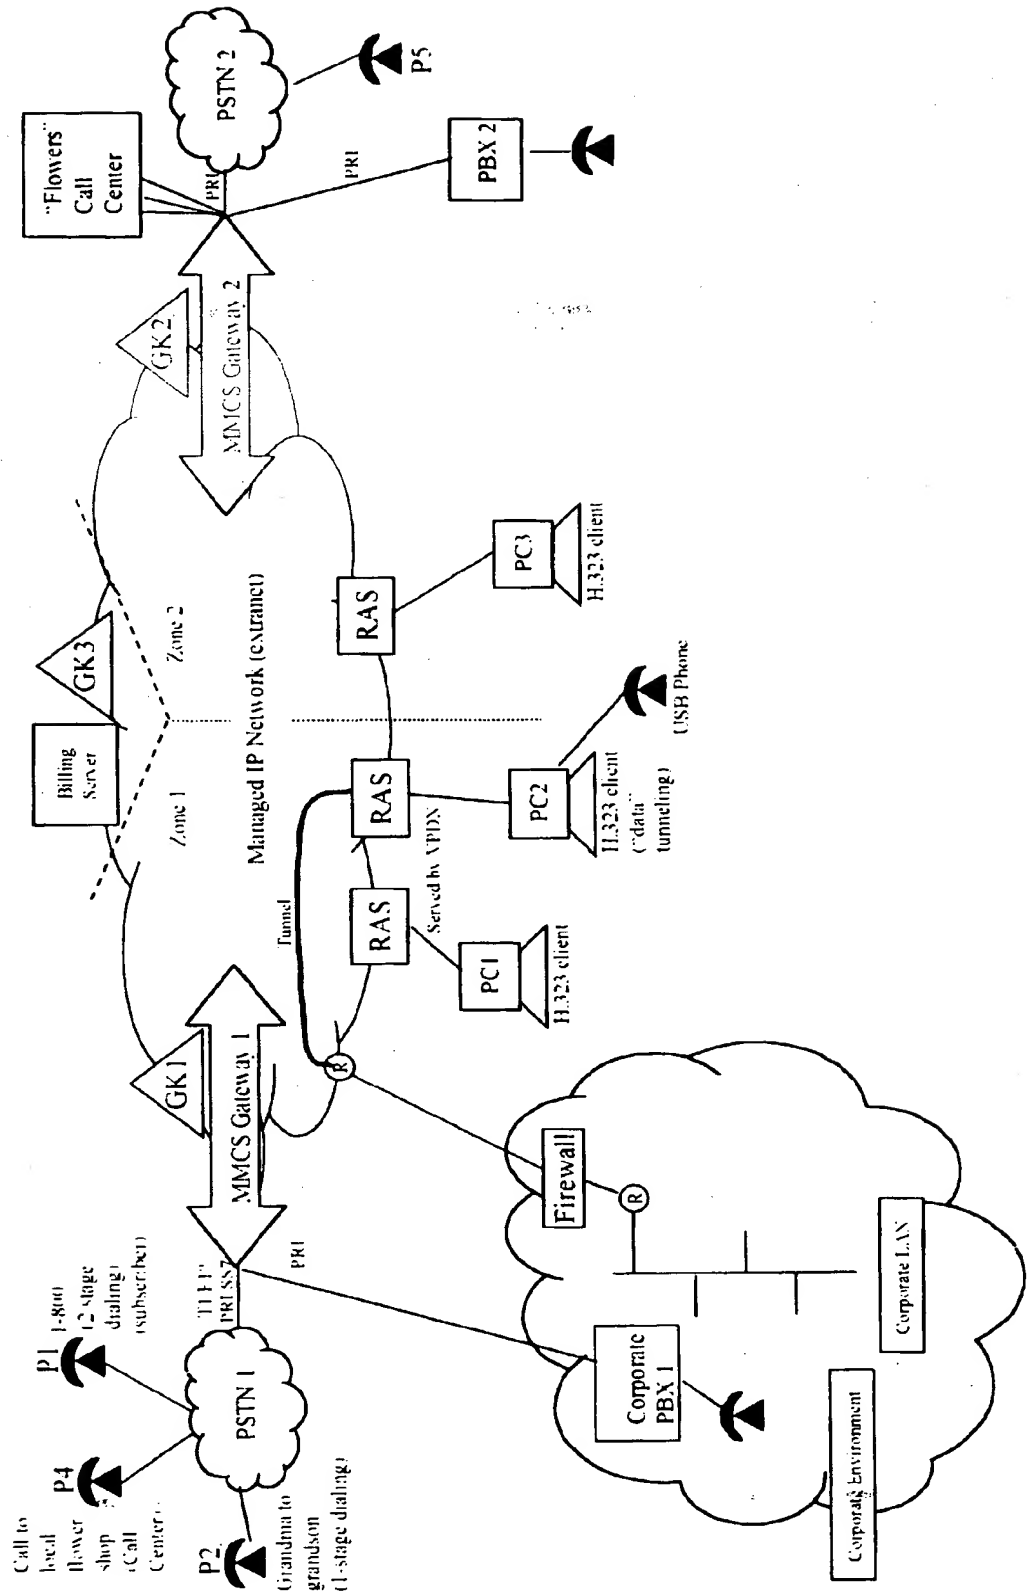 Call to
local
flower
shop
(Call
Center)
P4
P1
1-800
(2-stage
dialing)
(subscriber)
P2
Grandma to
grandson
(1-stage dialing)
PSTN 1
T1 E1
PRI SS7
PRI
GK1
MMCS Gateway 1
Billing
Server
GK3
Zone 1
Zone 2
Managed IP Network (extranet)
GK2
MMCS Gateway 2
"Flowers"
Call
Center
PRI
PSTN 2
P5
PRI
PBX 2
Tunnel
R
RAS
RAS
RAS
Served by VPDN
PC1
H.323 client
PC2
H.323 client
("data"
tunneling)
USB Phone
PC3
H.323 client
Firewall
R
Corporate
PBX 1
Corporate LAN
Corporate Environment